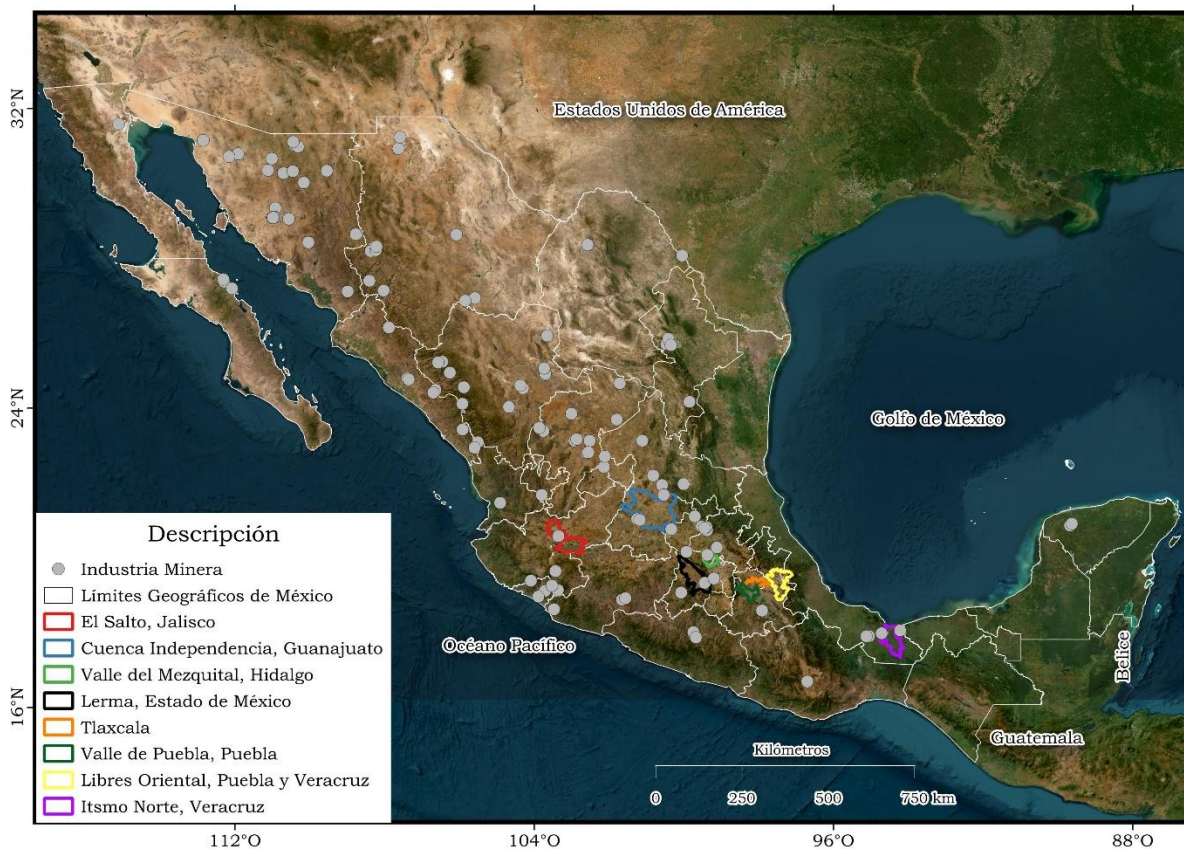 Estados Unidos de América
32°N
24°N
Golfo de México
Descripción
Industria Minera
Límites Geográficos de México
El Salto, Jalisco
Cuenca Independencia, Guanajuato
Valle del Mezquital, Hidalgo
Lerma, Estado de México
Tlaxcala
Valle de Puebla, Puebla
Libres Oriental, Puebla y Veracruz
Itsmo Norte, Veracruz
Océano Pacífico
Belice
16°N
Guatemala
Kilómetros
0 250 500 750 km
112°O 104°O 96°O 88°O